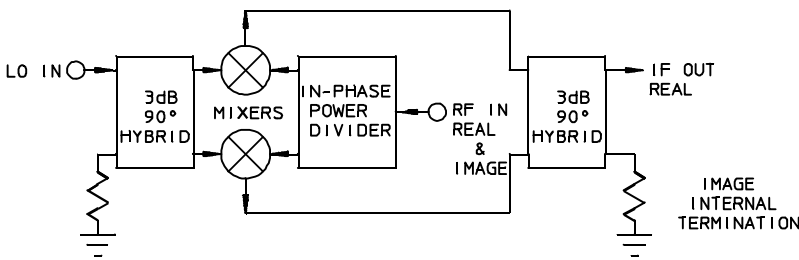 LO IN
3dB
90°
HYBRID
MIXERS
IN-PHASE
POWER
DIVIDER
RF IN
REAL
&
IMAGE
3dB
90°
HYBRID
IF OUT
REAL
IMAGE
INTERNAL
TERMINATION